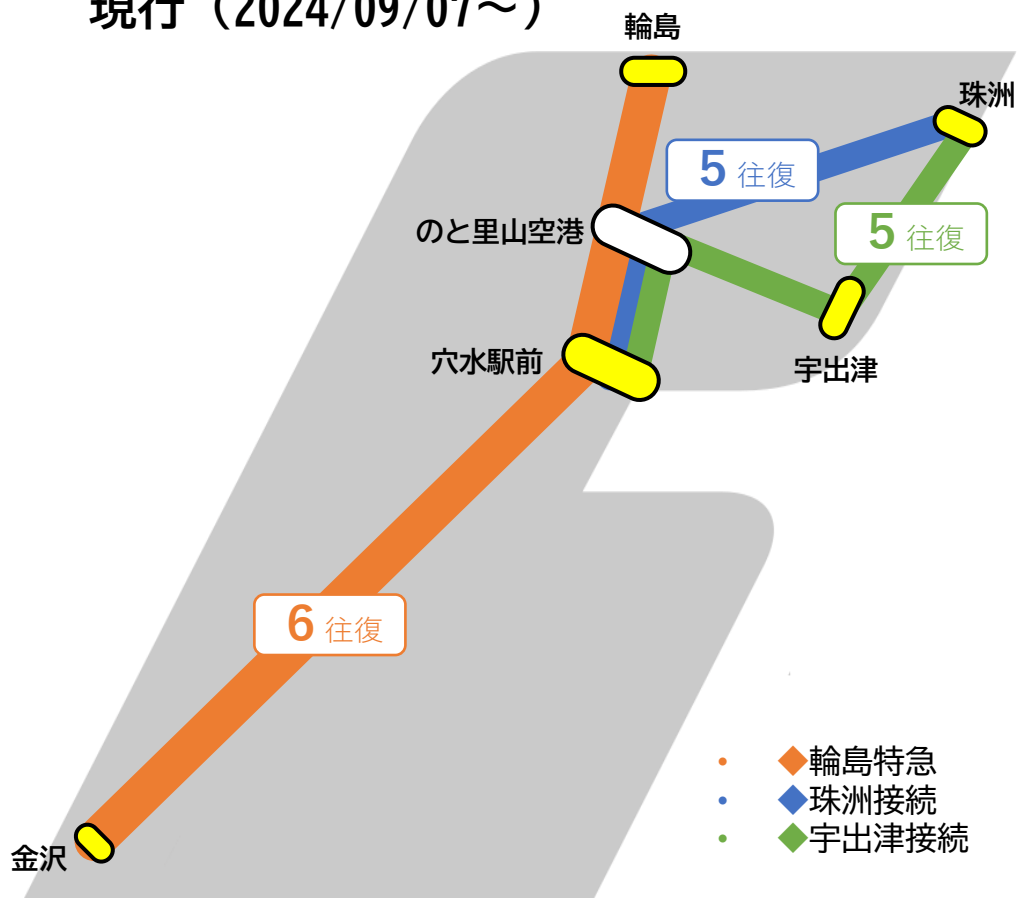 現行（2024/09/07～）
輪島
珠洲
5 往復
のと里山空港
5 往復
穴水駅前
宇出津
6 往復
金沢
• ◆輪島特急
• ◆珠洲接続
• ◆宇出津接続